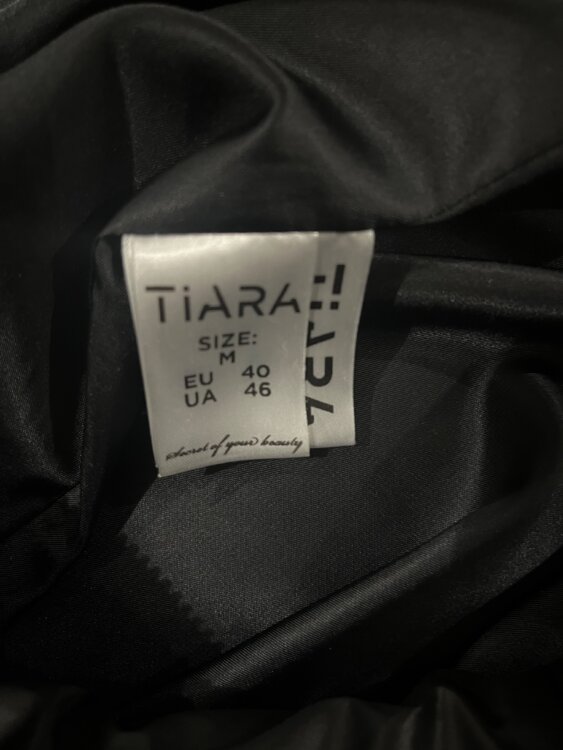 TiARA
SIZE:
M
EU 40
UA 46
Secret of your beauty